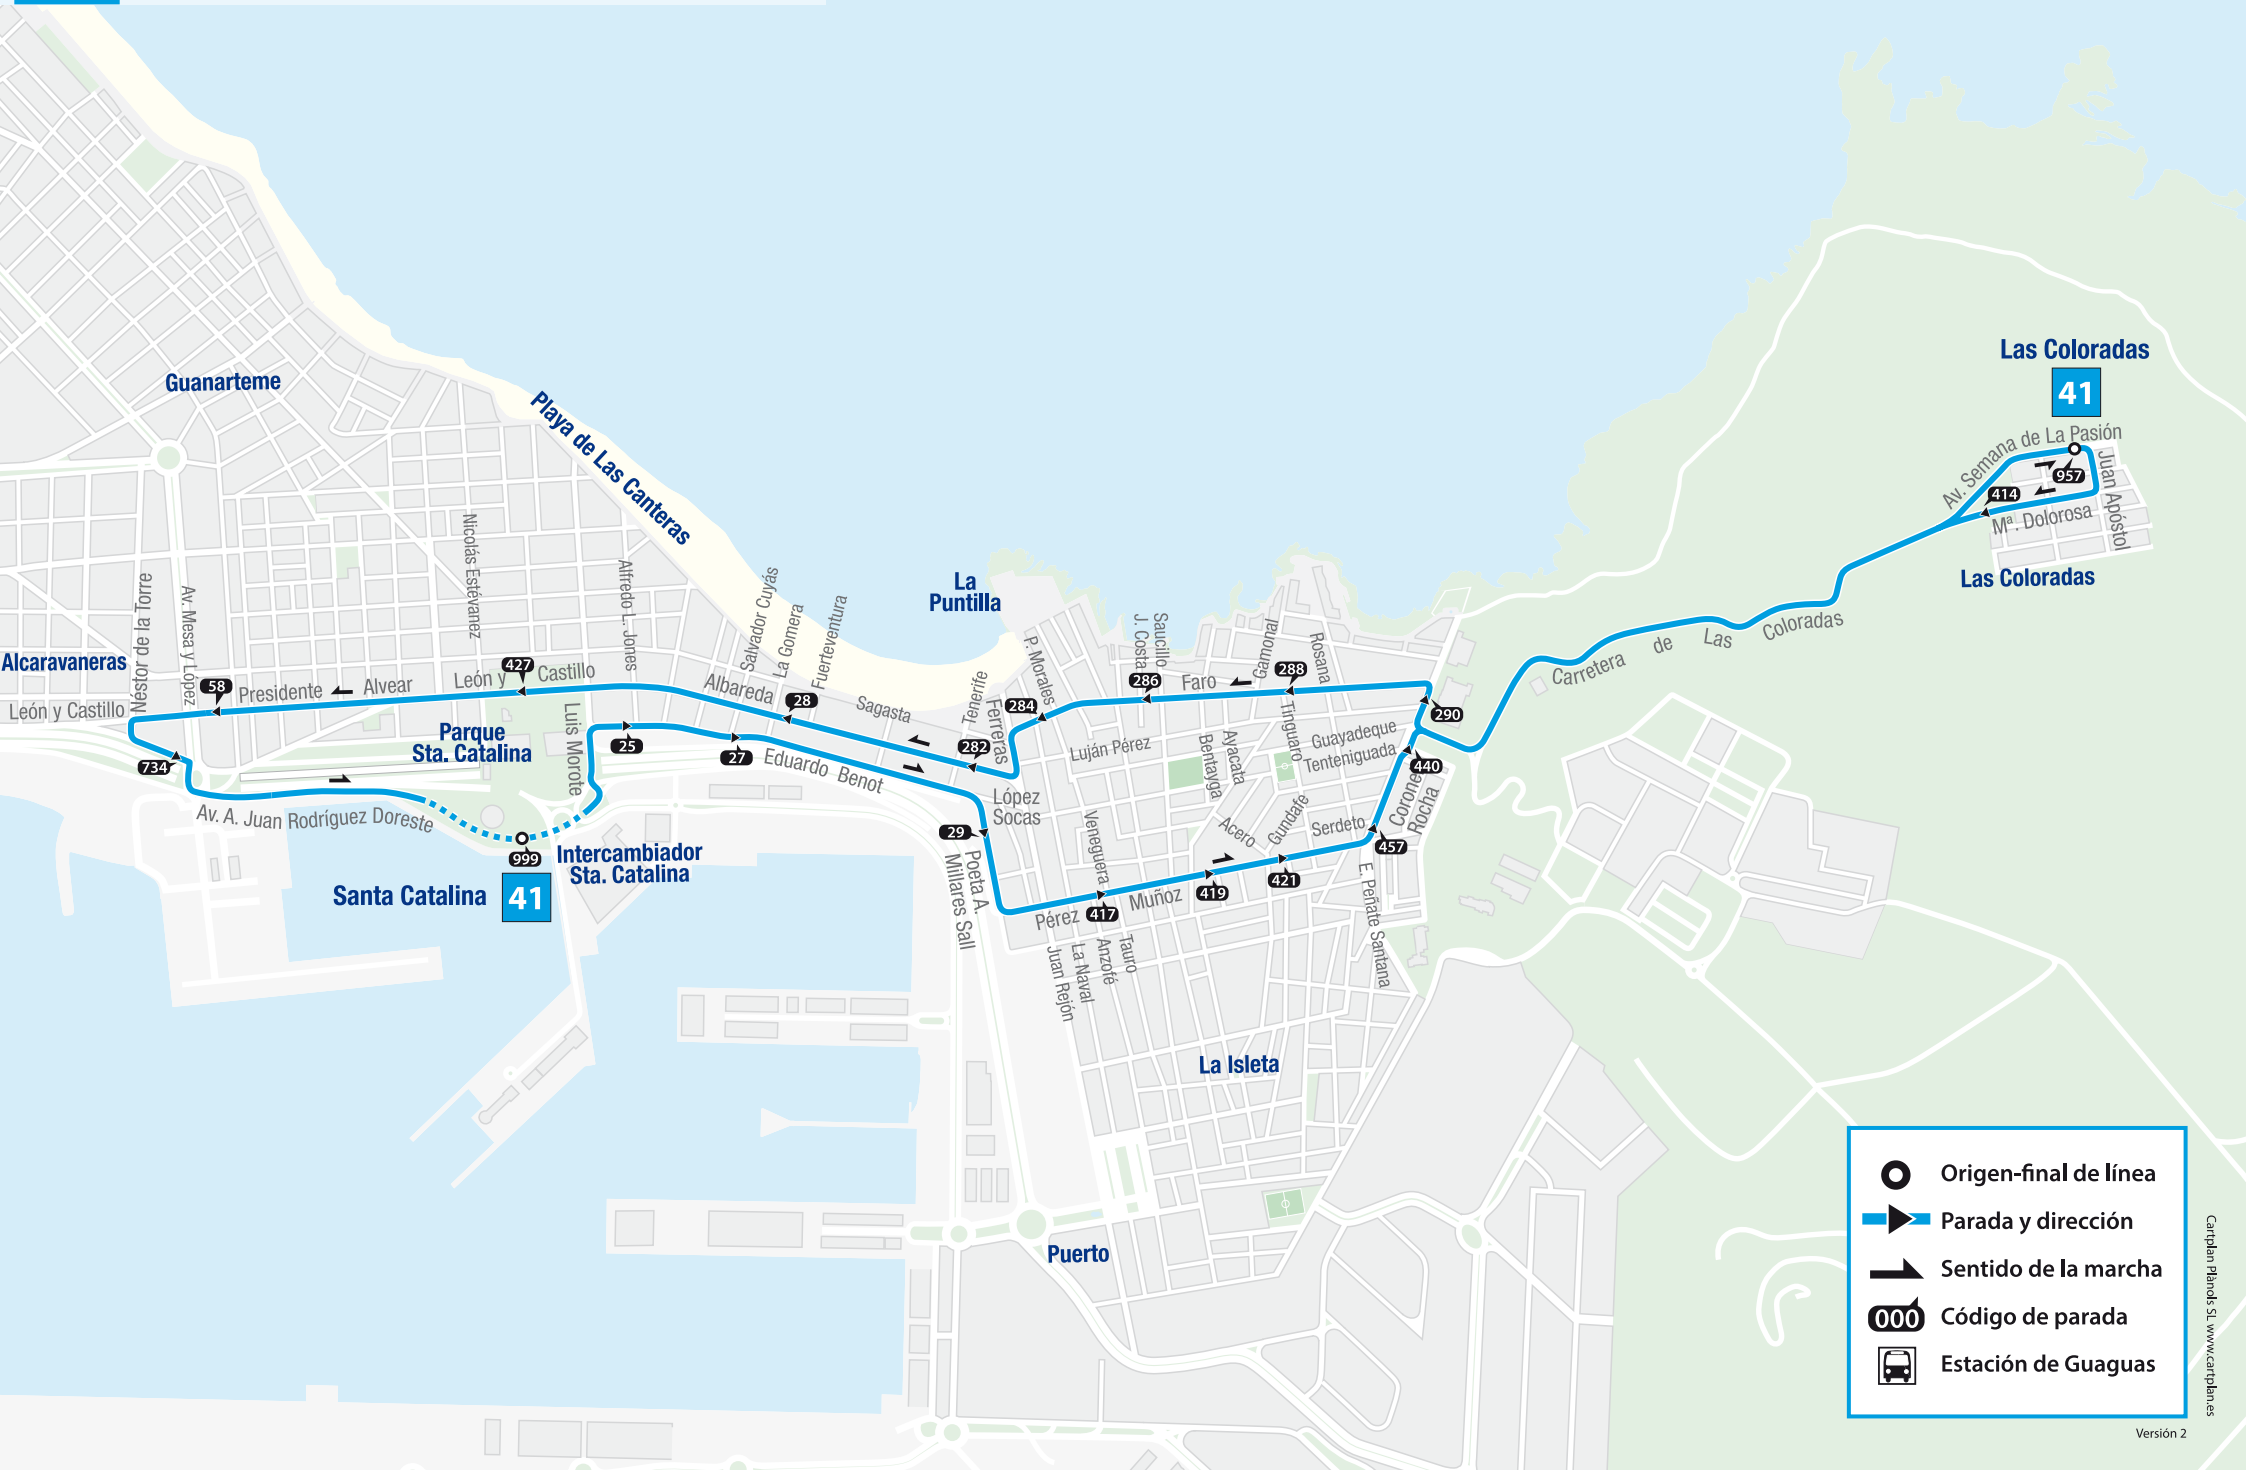 Las Coloradas
41
Av. Semana de La Pasión
957
414
Juan Apóstol
Mª. Dolorosa
Las Coloradas
Carretera de Las Coloradas
Guanarteme
Playa de Las Canteras
La
Puntilla
Alcaravaneras
Néstor de la Torre
Av. Mesa y López
Nicolás Estévanez
Alfredo L. Jones
Salvador Cuyás
La Gomera
Fuerteventura
León y Castillo
58
Presidente Alvear
León y Castillo
427
Luis Morote
Albareda
28
Sagasta
Tenerife
Ferreras
282
284
P. Morales
Saucillo
J. Costa
286
Faro
Gamonal
288
Rosana
290
Parque
Sta. Catalina
25
27
Eduardo Benot
Luján Pérez
Bentayga
Ayacata
Tinguaro
Guayadeque
Tenteniguada
440
Coronel
Rocha
734
Av. A. Juan Rodríguez Doreste
999
Intercambiador
Sta. Catalina
Santa Catalina
41
López
Socas
29
Poeta A.
Millares Sall
Veneguera
Acero
Gundafe
Serdeto
457
421
419
Pérez Muñoz
417
E. Peñate Santana
Tauro
Anzofé
La Naval
Juan Rejón
La Isleta
Puerto
Origen-final de línea
Parada y dirección
Sentido de la marcha
000
Código de parada
Estación de Guaguas
Cartplan Plànols SL www.cartplan.es
Versión 2